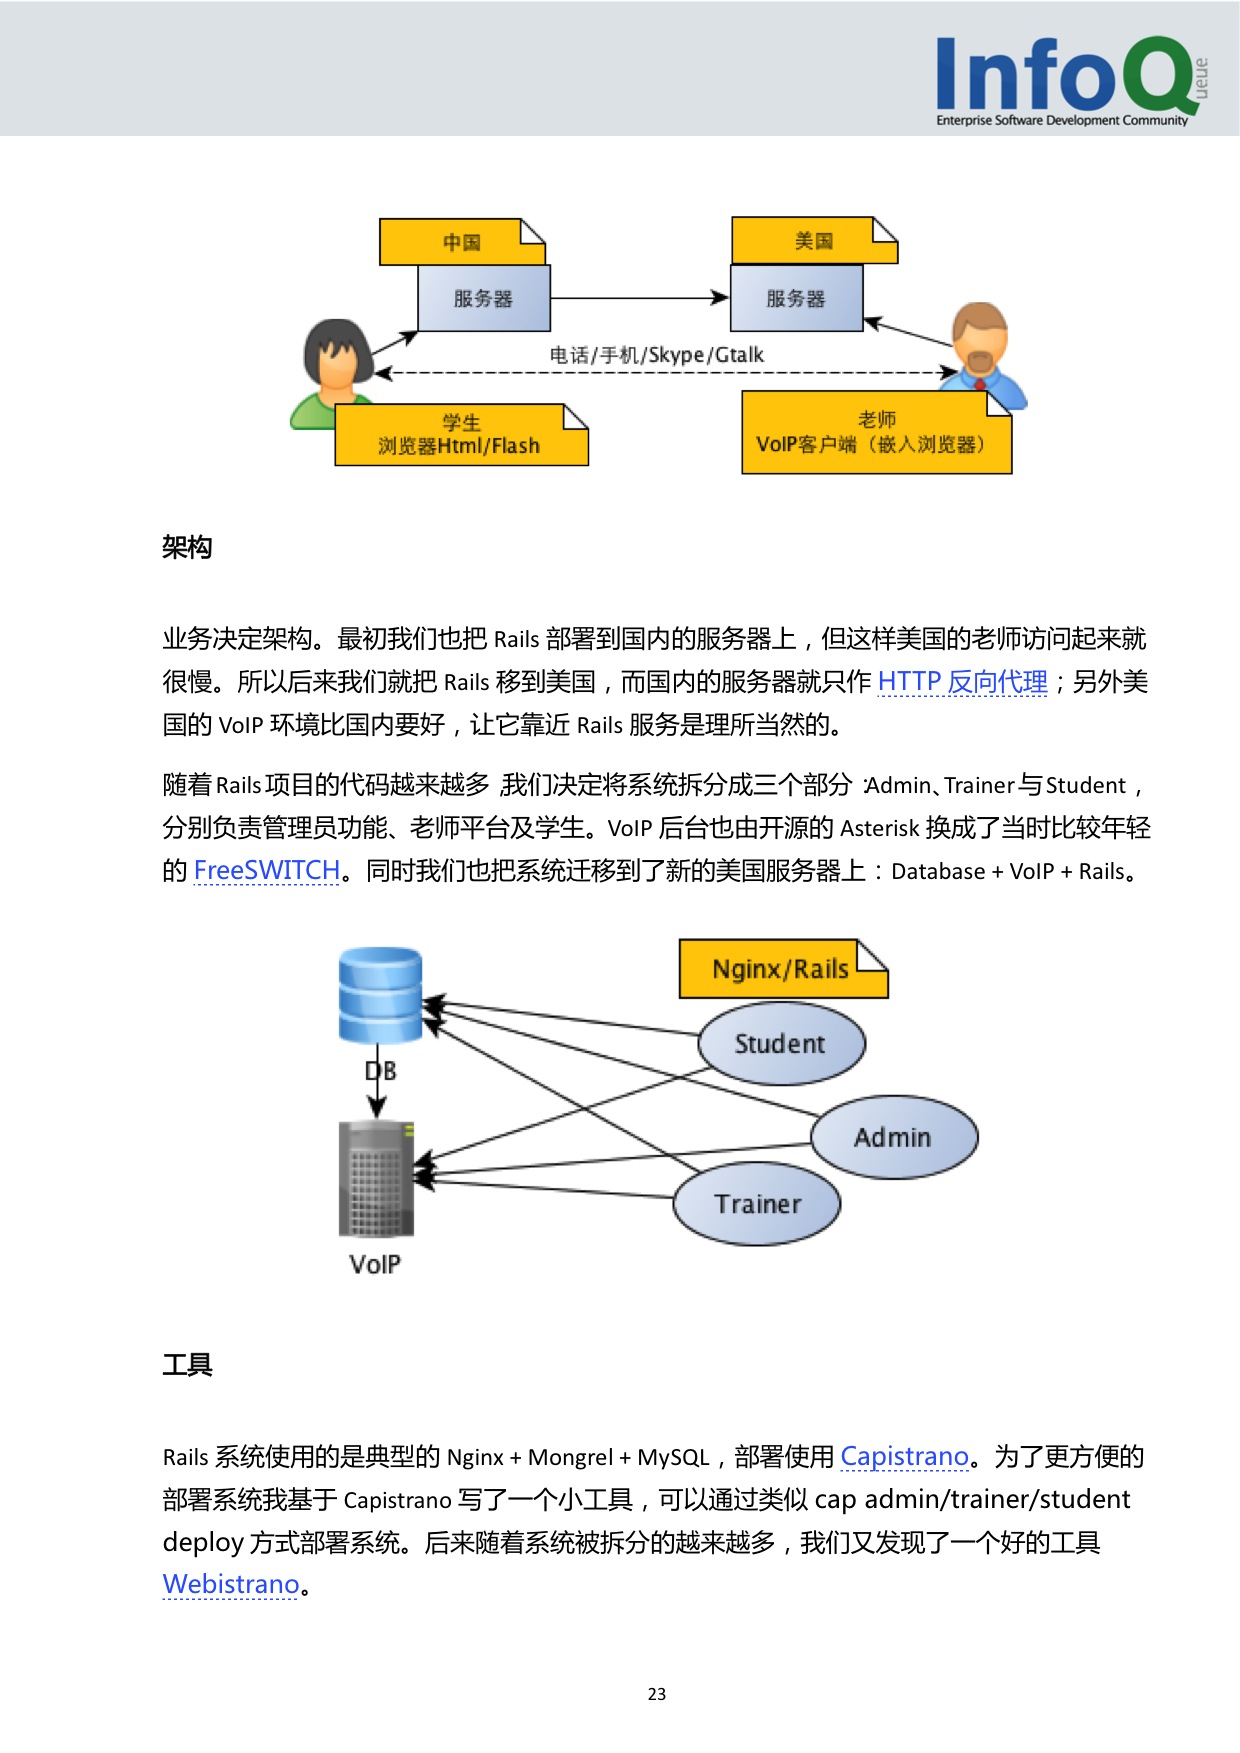 InfoQ
ueue
Enterprise Software Development Community
中国
美国
服务器
服务器
电话/手机/Skype/Gtalk
学生
浏览器Html/Flash
老师
VoIP客户端（嵌入浏览器）
架构
业务决定架构。最初我们也把 Rails 部署到国内的服务器上，但这样美国的老师访问起来就
很慢。所以后来我们就把 Rails 移到美国，而国内的服务器就只作 HTTP 反向代理；另外美
国的 VoIP 环境比国内要好，让它靠近 Rails 服务是理所当然的。
随着 Rails 项目的代码越来越多，我们决定将系统拆分成三个部分：Admin、Trainer 与 Student，
分别负责管理员功能、老师平台及学生。VoIP 后台也由开源的 Asterisk 换成了当时比较年轻
的 FreeSWITCH。同时我们也把系统迁移到了新的美国服务器上：Database + VoIP + Rails。
Nginx/Rails
Student
DB
Admin
Trainer
VoIP
工具
Rails 系统使用的是典型的 Nginx + Mongrel + MySQL，部署使用 Capistrano。为了更方便的
部署系统我基于 Capistrano 写了一个小工具，可以通过类似 cap admin/trainer/student
deploy 方式部署系统。后来随着系统被拆分的越来越多，我们又发现了一个好的工具
Webistrano。
23